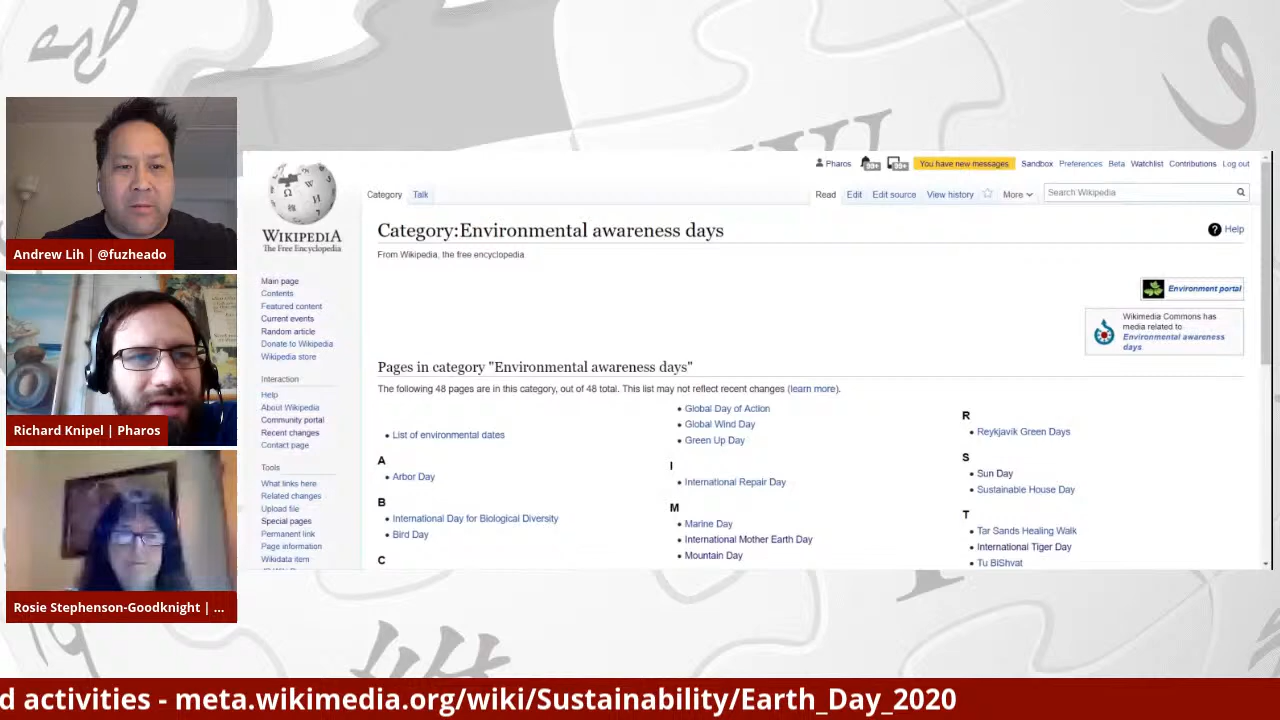 Andrew Lih | @fuzheado
Richard Knipel | Pharos
Rosie Stephenson-Goodknight | ...
WIKIPEDIA
The Free Encyclopedia
Main page
Contents
Featured content
Current events
Random article
Donate to Wikipedia
Wikipedia store
Interaction
Help
About Wikipedia
Community portal
Recent changes
Contact page
Tools
What links here
Related changes
Upload file
Special pages
Permanent link
Page information
Wikidata item
Pharos 99+ 99+ You have new messages Sandbox Preferences Beta Watchlist Contributions Log out
Category Talk Read Edit Edit source View history More Search Wikipedia
Category:Environmental awareness days
Help
From Wikipedia, the free encyclopedia
Environment portal
Wikimedia Commons has
media related to
Environmental awareness
days.
Pages in category "Environmental awareness days"
The following 48 pages are in this category, out of 48 total. This list may not reflect recent changes (learn more).
• List of environmental dates
A
• Arbor Day
B
• International Day for Biological Diversity
• Bird Day
C
• Global Day of Action
• Global Wind Day
• Green Up Day
I
• International Repair Day
M
• Marine Day
• International Mother Earth Day
• Mountain Day
R
• Reykjavík Green Days
S
• Sun Day
• Sustainable House Day
T
• Tar Sands Healing Walk
• International Tiger Day
• Tu BiShvat
d activities - meta.wikimedia.org/wiki/Sustainability/Earth_Day_2020